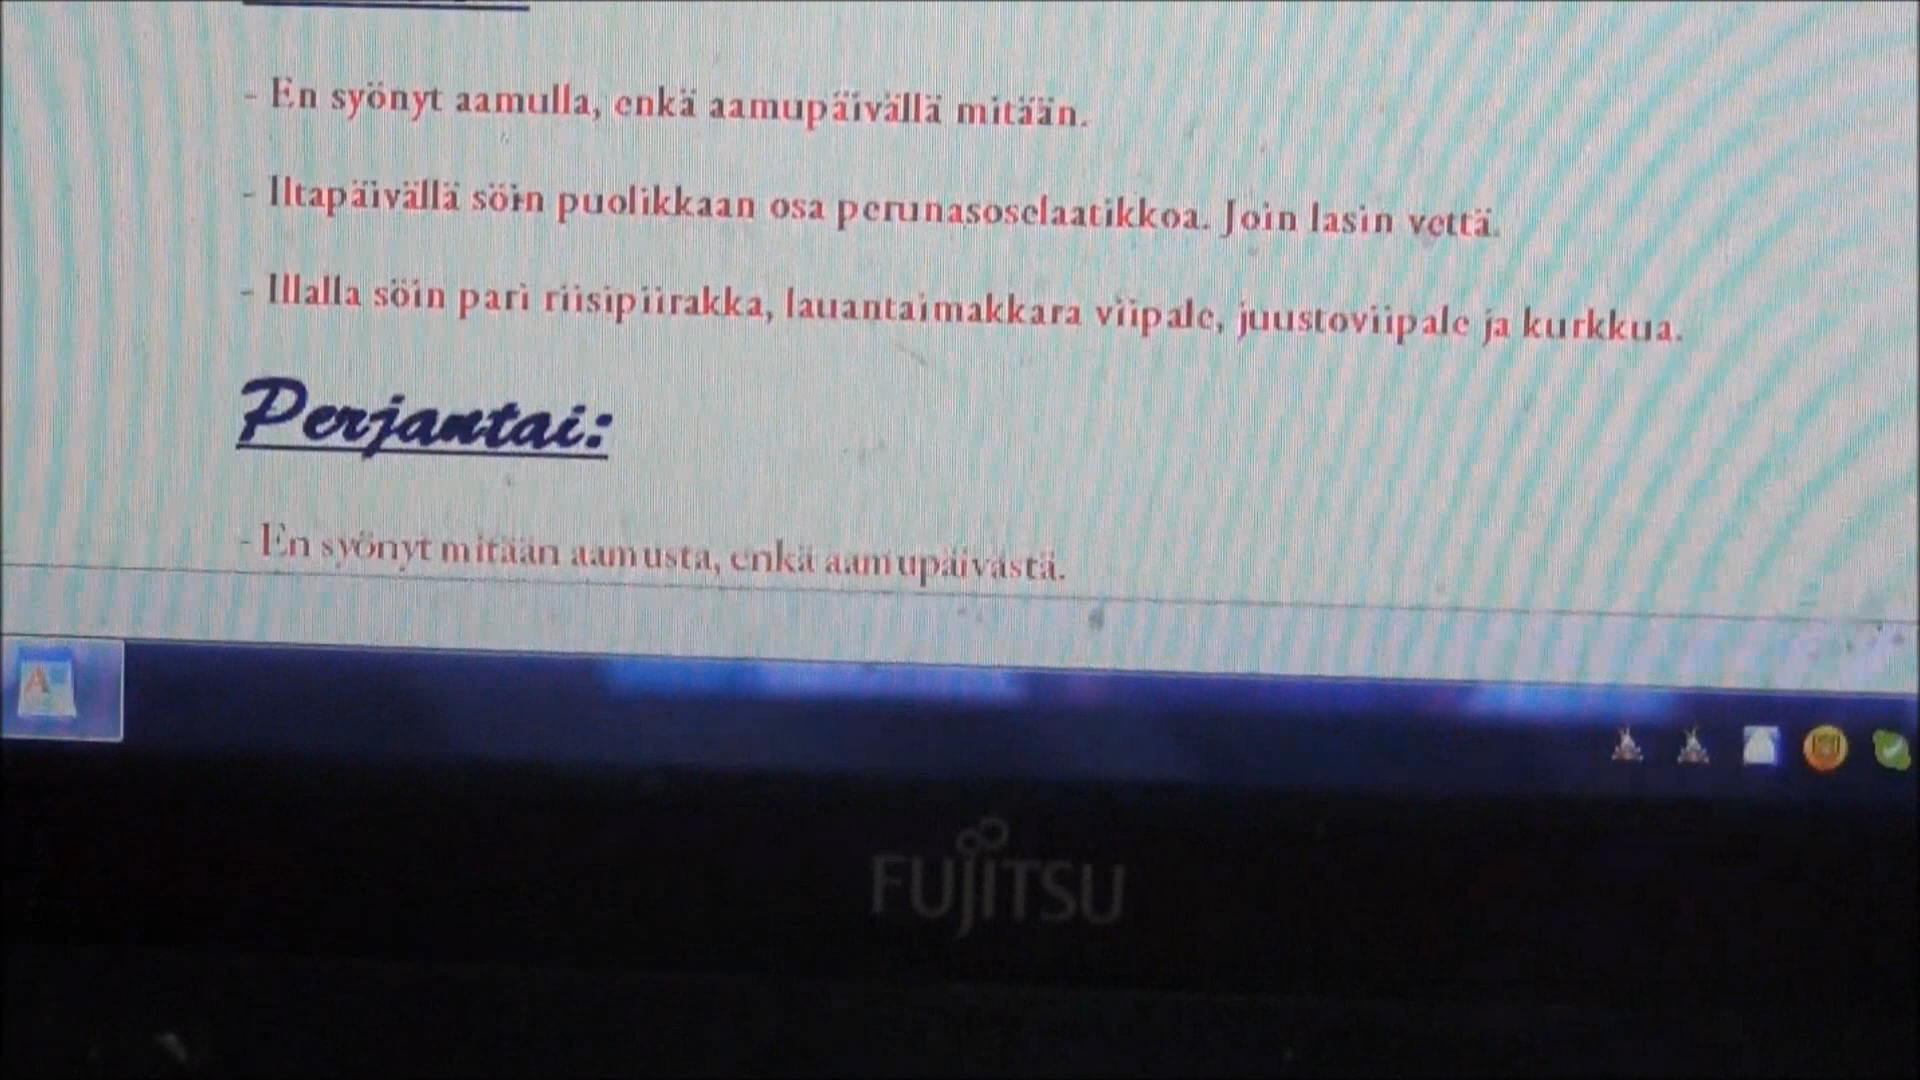 - En syönyt aamulla, enkä aamupäivällä mitään.
- Iltapäivällä söin puolikkaan osa perunasoselaatikkoa. Join lasin vettä.
- Illalla söin pari riisipiirakka, lauantaimakkara viipale, juustoviipale ja kurkkua.
Perjantai:
- En syönyt mitään aamusta, enkä aamupäivästä.
A
FUJITSU